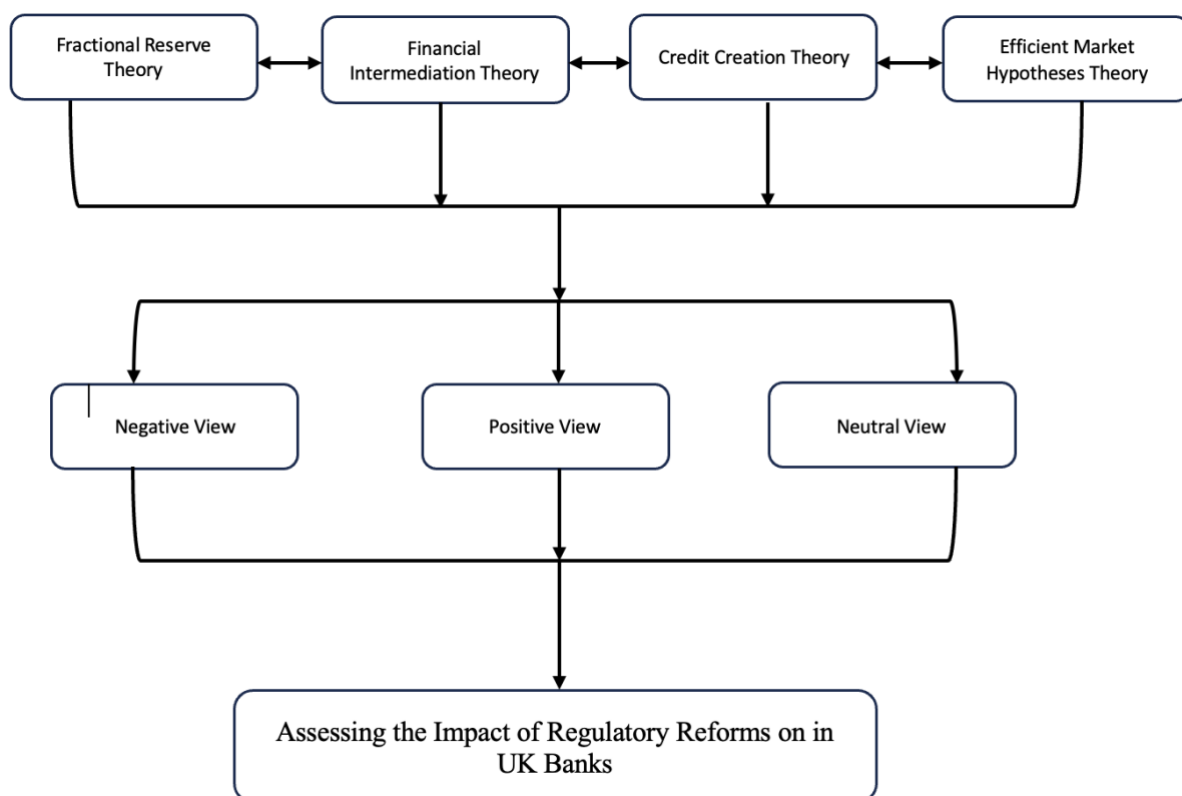 Fractional Reserve
Theory
Financial
Intermediation Theory
Credit Creation Theory
Efficient Market
Hypotheses Theory
Negative View
Positive View
Neutral View
Assessing the Impact of Regulatory Reforms on in
UK Banks